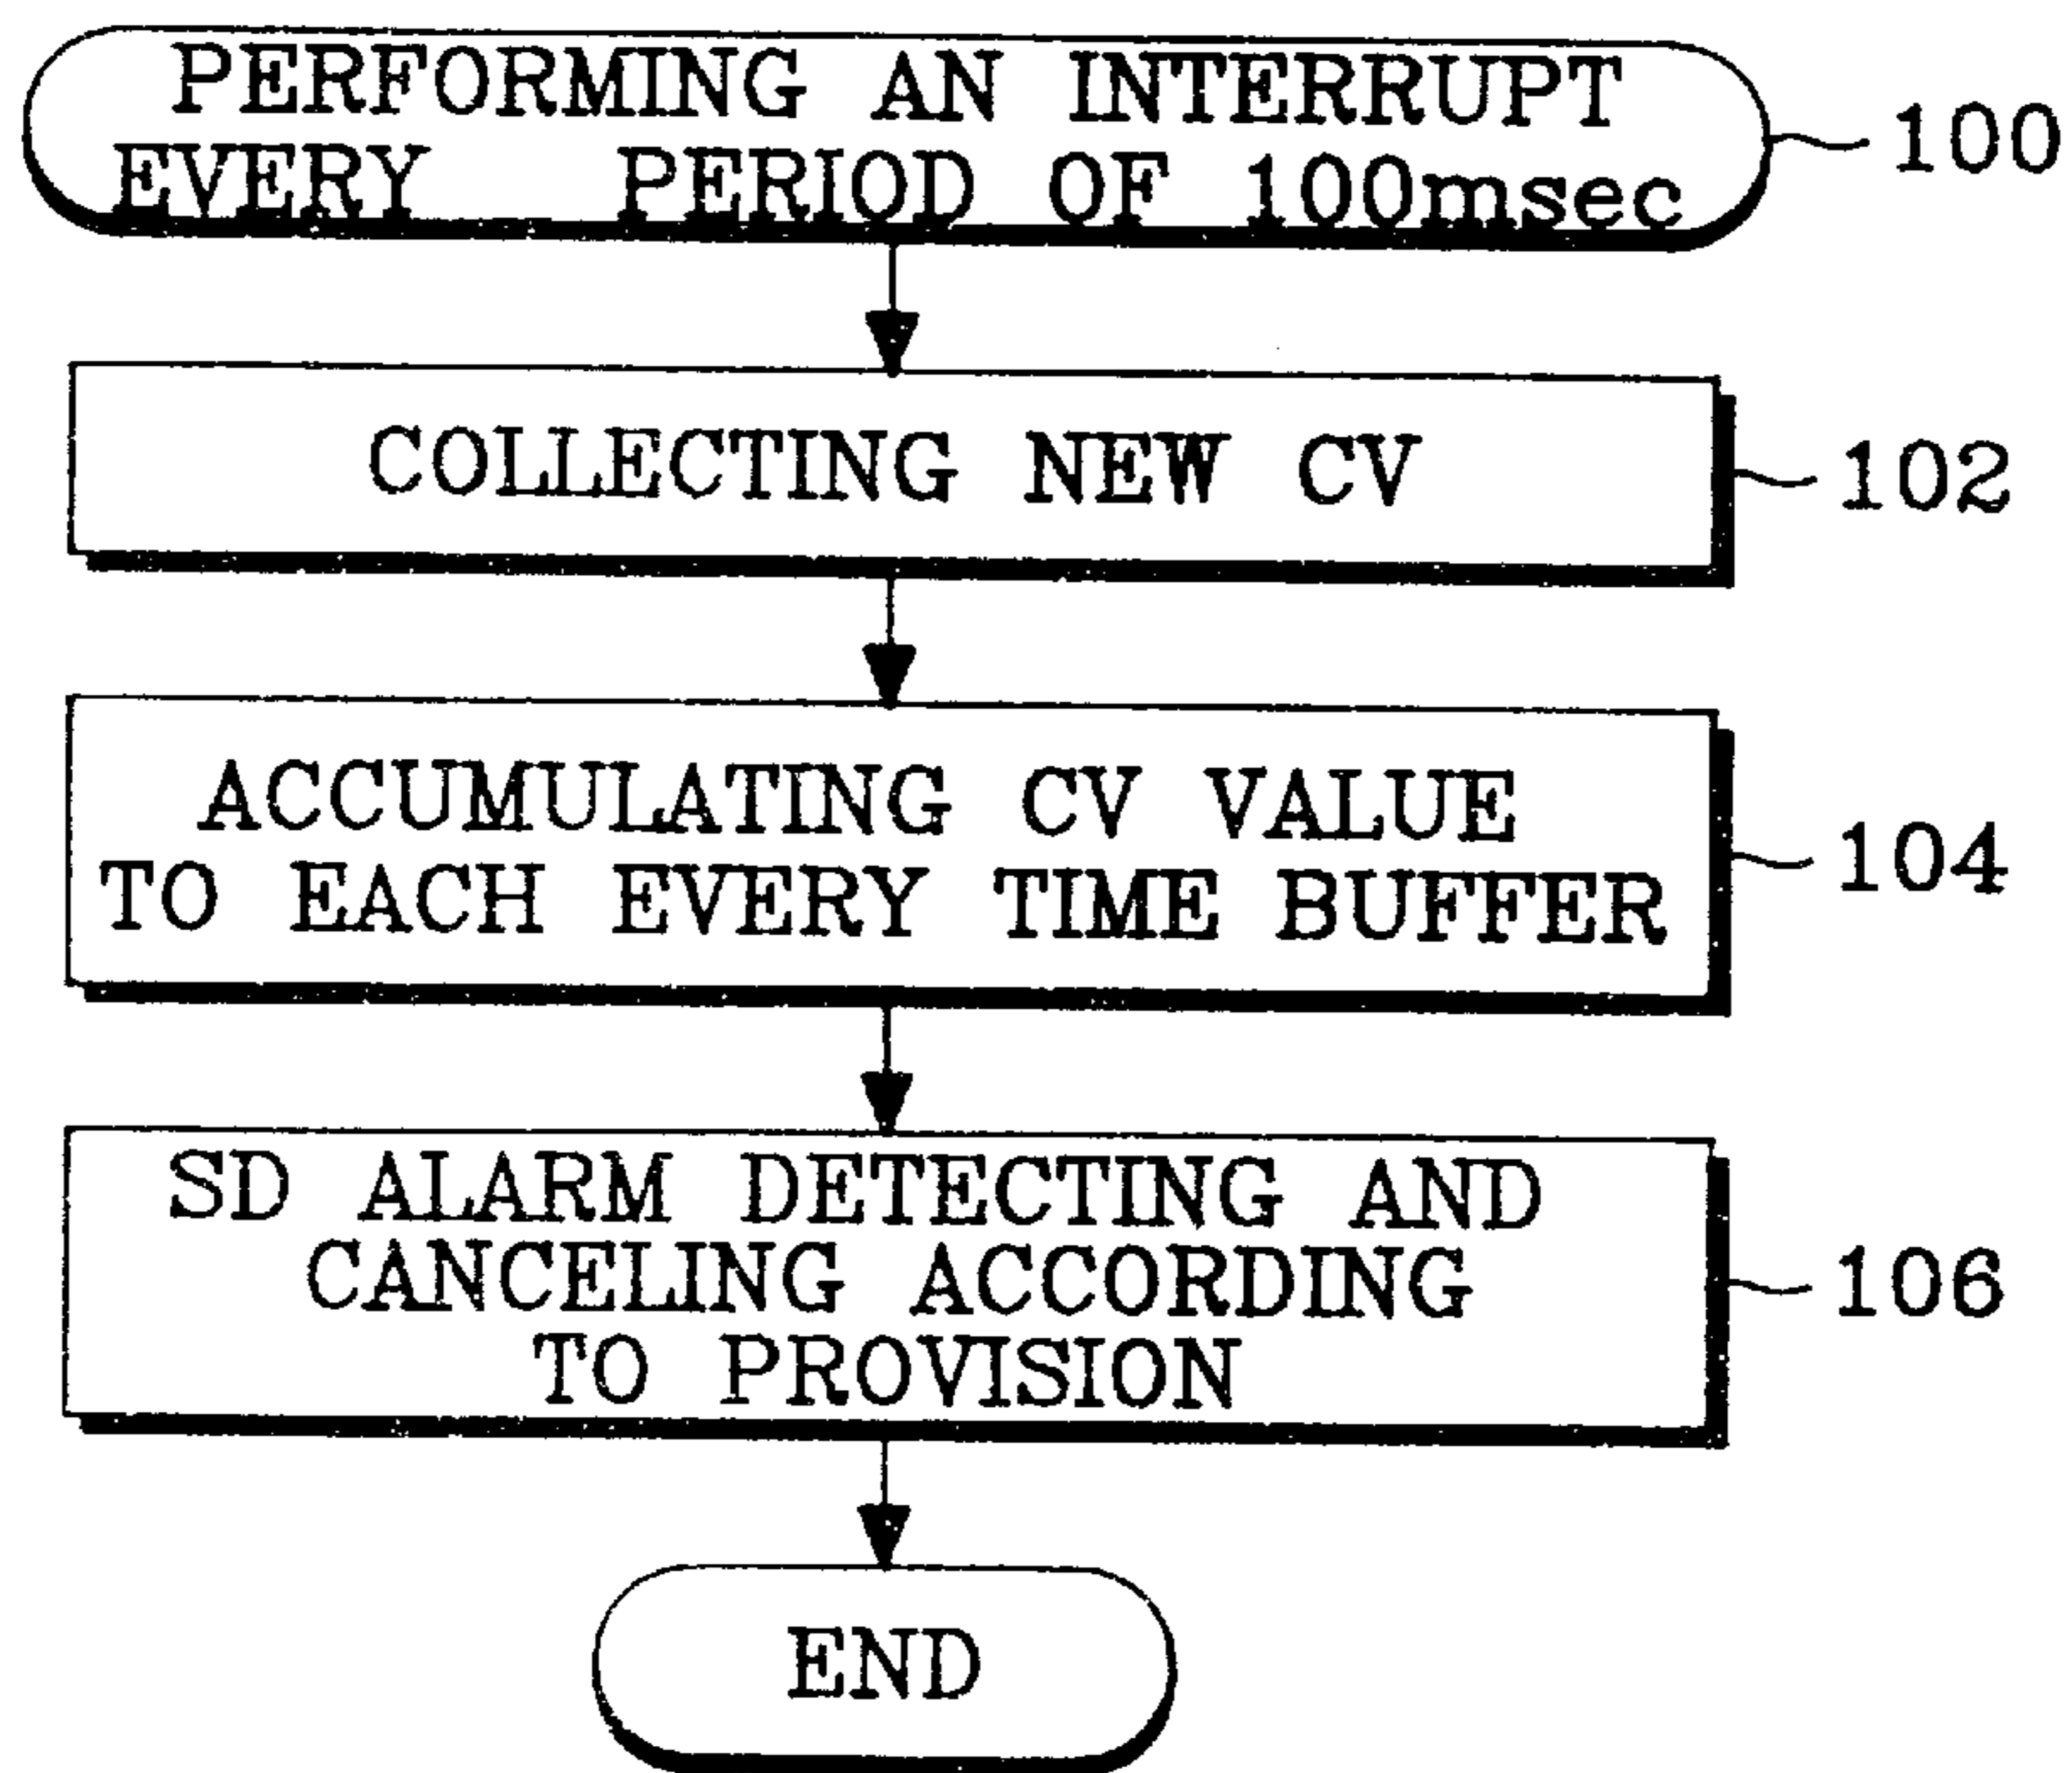 PERFORMING AN INTERRUPT
EVERY PERIOD OF 100msec
100
COLLECTING NEW CV
102
ACCUMULATING CV VALUE
TO EACH EVERY TIME BUFFER
104
SD ALARM DETECTING AND
CANCELING ACCORDING
TO PROVISION
106
END